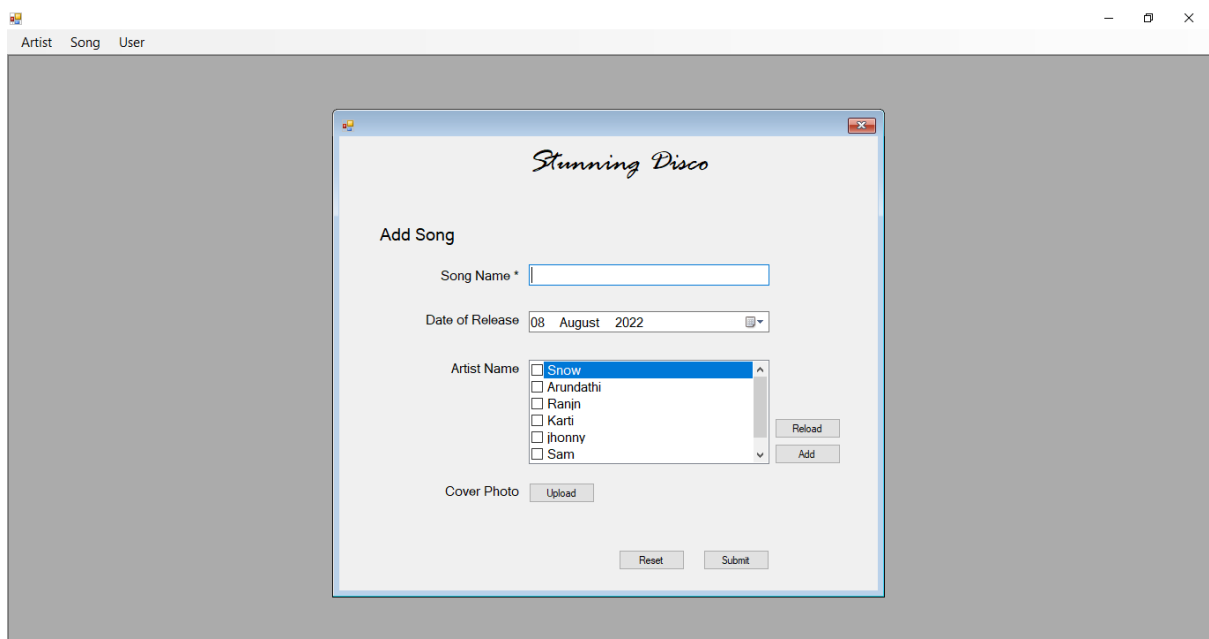 Artist Song User
Stunning Disco
Add Song
Song Name *
Date of Release 08 August 2022
Artist Name Snow
Arundathi
Ranjn
Karti
jhonny
Sam
Reload
Add
Cover Photo Upload
Reset Submit